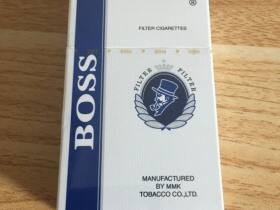 ®
FILTER CIGARETTES
BOSS
FILTER FILTER
MANUFACTURED
BY MMK
TOBACCO CO.,LTD.